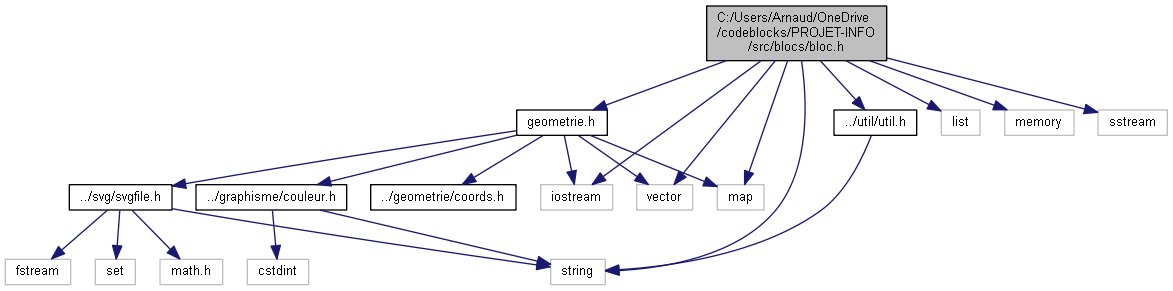 C:/Users/Arnaud/OneDrive
/codeblocks/PROJET-INFO
/src/blocs/bloc.h
geometrie.h
../util/util.h
list
memory
sstream
../svg/svgfile.h
../graphisme/couleur.h
../geometrie/coords.h
iostream
vector
map
fstream
set
math.h
cstdint
string